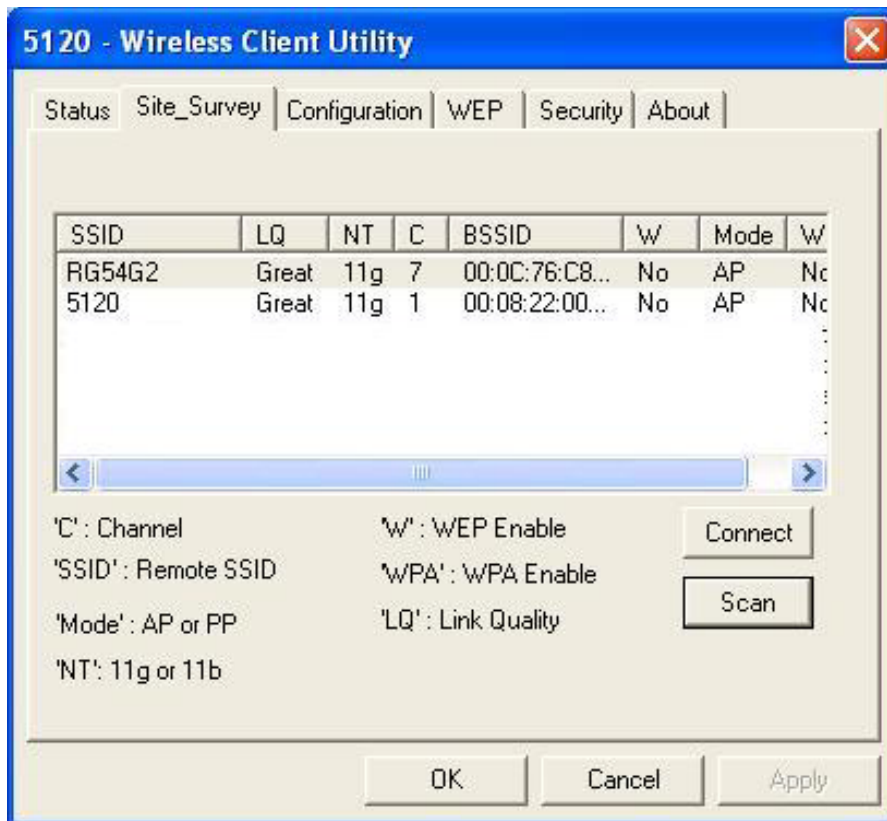 5120 - Wireless Client Utility
Status Site_Survey Configuration WEP Security About
SSID LQ NT C BSSID W Mode W
RG54G2 Great 11g 7 00:0C:76:C8... No AP No
5120 Great 11g 1 00:08:22:00... No AP No
'C' : Channel
'W' : WEP Enable
Connect
'SSID' : Remote SSID
'WPA' : WPA Enable
Scan
'Mode' : AP or PP
'LQ' : Link Quality
'NT': 11g or 11b
OK Cancel Apply